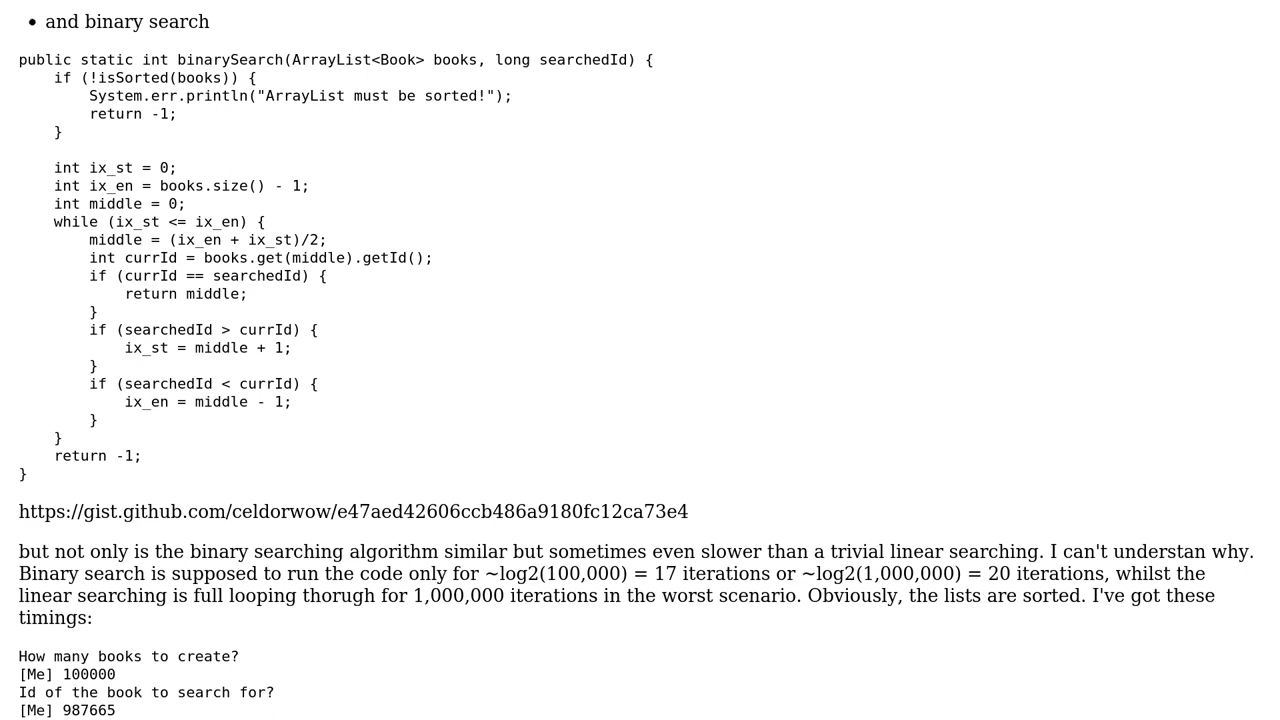 • and binary search
public static int binarySearch(ArrayList<Book> books, long searchedId) {
    if (!isSorted(books)) {
        System.err.println("ArrayList must be sorted!");
        return -1;
    }

    int ix_st = 0;
    int ix_en = books.size() - 1;
    int middle = 0;
    while (ix_st <= ix_en) {
        middle = (ix_en + ix_st)/2;
        int currId = books.get(middle).getId();
        if (currId == searchedId) {
            return middle;
        }
        if (searchedId > currId) {
            ix_st = middle + 1;
        }
        if (searchedId < currId) {
            ix_en = middle - 1;
        }
    }
    return -1;
}
https://gist.github.com/celdorwow/e47aed42606ccb486a9180fc12ca73e4
but not only is the binary searching algorithm similar but sometimes even slower than a trivial linear searching. I can't understan why.
Binary search is supposed to run the code only for ~log2(100,000) = 17 iterations or ~log2(1,000,000) = 20 iterations, whilst the
linear searching is full looping thorugh for 1,000,000 iterations in the worst scenario. Obviously, the lists are sorted. I've got these
timings:
How many books to create?
[Me] 100000
Id of the book to search for?
[Me] 987665